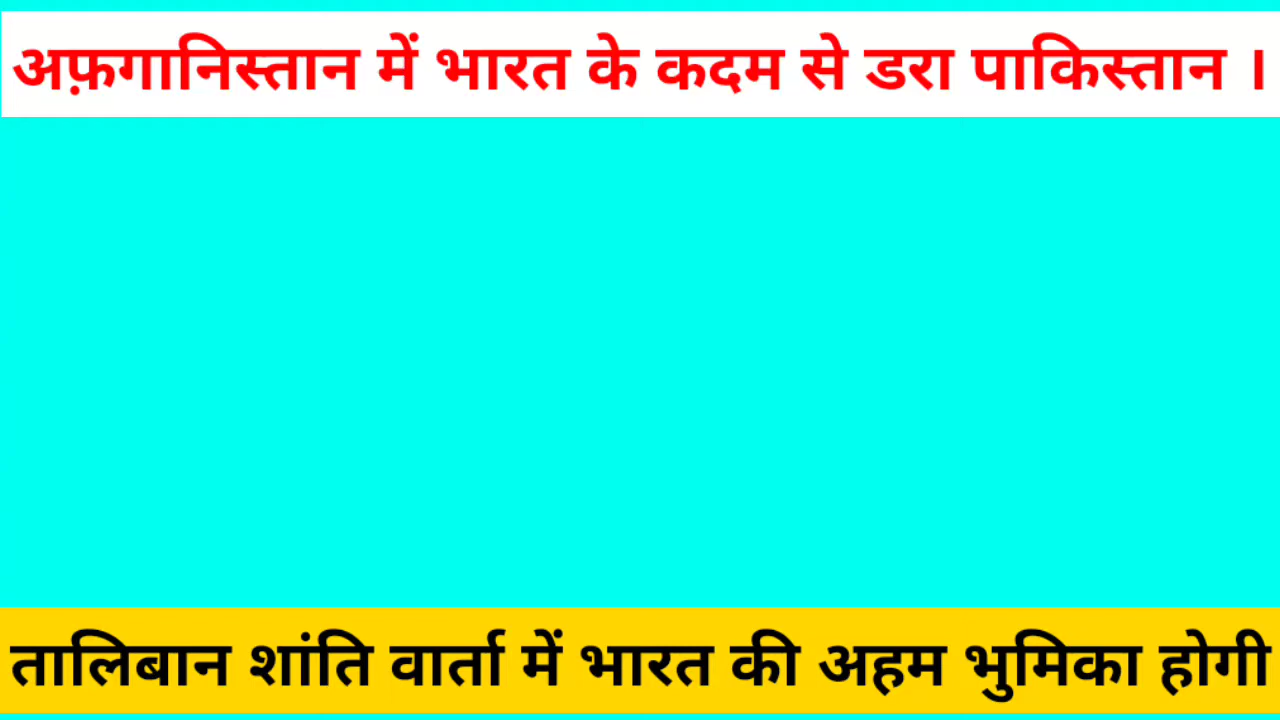 अफ़गानिस्तान में भारत के कदम से डरा पाकिस्तान ।
तालिबान शांति वार्ता में भारत की अहम भुमिका होगी